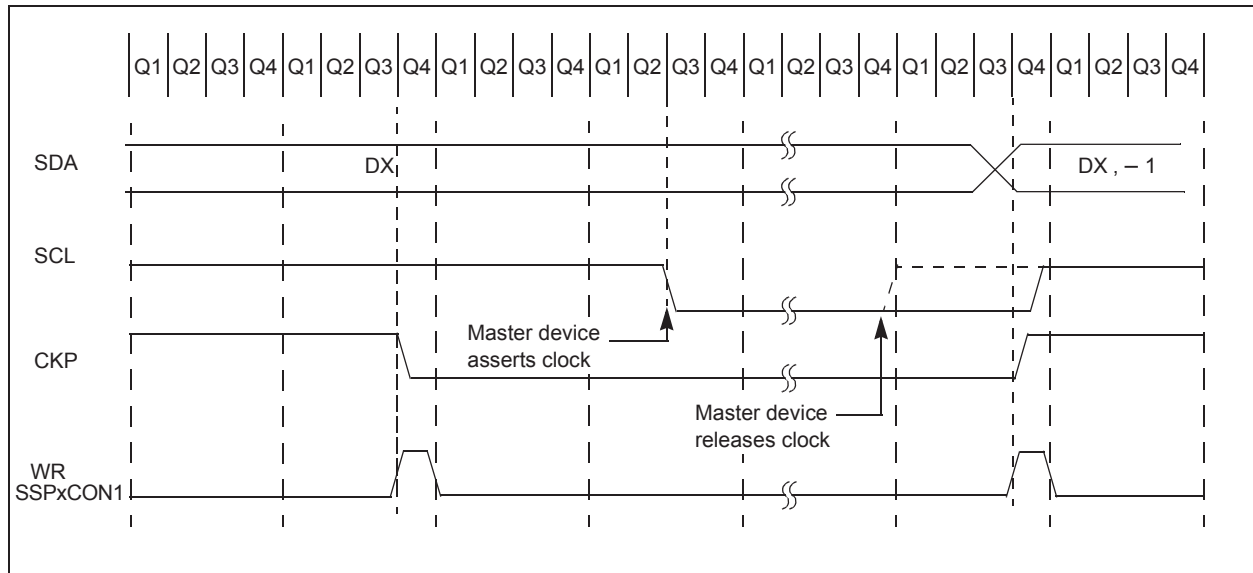 Q1 Q2 Q3 Q4 Q1 Q2 Q3 Q4 Q1 Q2 Q3 Q4 Q1 Q2 Q3 Q4 Q1 Q2 Q3 Q4 Q1 Q2 Q3 Q4 Q1 Q2 Q3 Q4
SDA
DX
DX , – 1
SCL
Master device
asserts clock
CKP
Master device
releases clock
WR
SSPxCON1